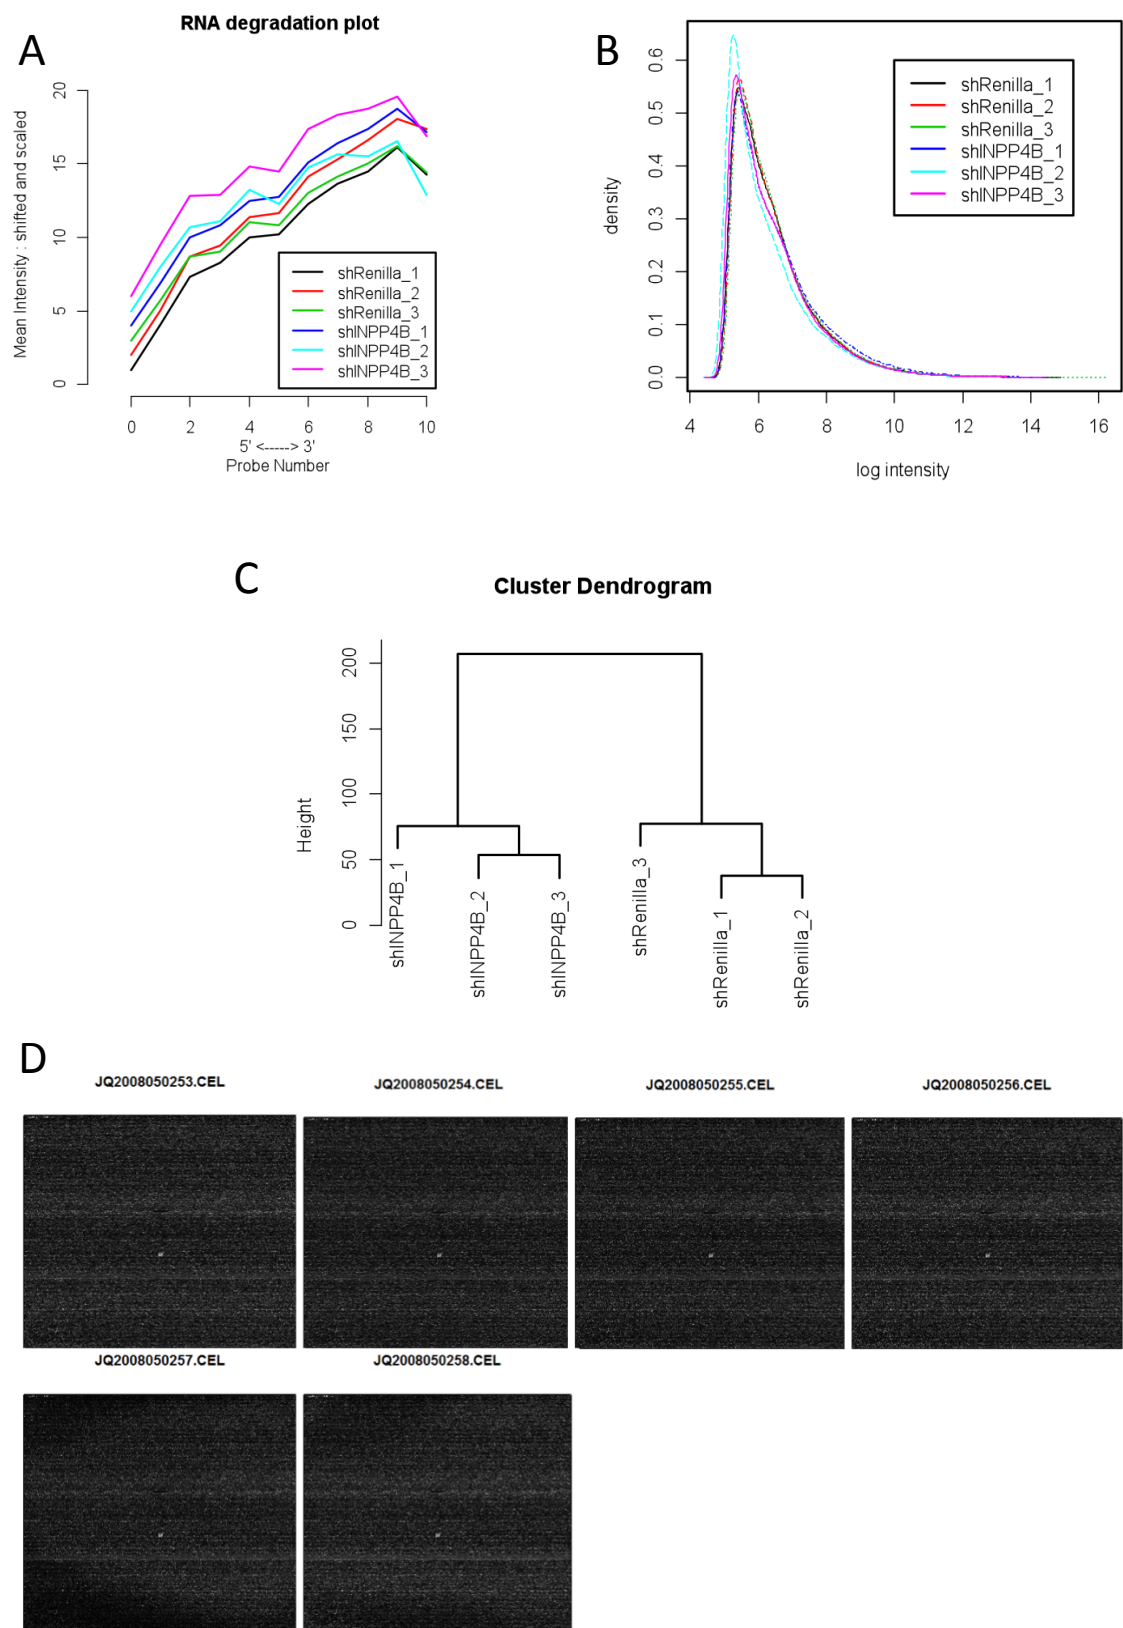 RNA degradation plot
A
Mean Intensity : shifted and scaled
20
15
10
5
0
shRenilla_1
shRenilla_2
shRenilla_3
shINPP4B_1
shINPP4B_2
shINPP4B_3
0 2 4 6 8 10
5' <-----> 3'
Probe Number
B
density
0.6
0.5
0.4
0.3
0.2
0.1
0.0
shRenilla_1
shRenilla_2
shRenilla_3
shINPP4B_1
shINPP4B_2
shINPP4B_3
4 6 8 10 12 14 16
log intensity
C
Cluster Dendrogram
Height
200
150
100
50
0
shINPP4B_1
shINPP4B_2
shINPP4B_3
shRenilla_3
shRenilla_1
shRenilla_2
D
JQ2008050253.CEL
JQ2008050254.CEL
JQ2008050255.CEL
JQ2008050256.CEL
JQ2008050257.CEL
JQ2008050258.CEL